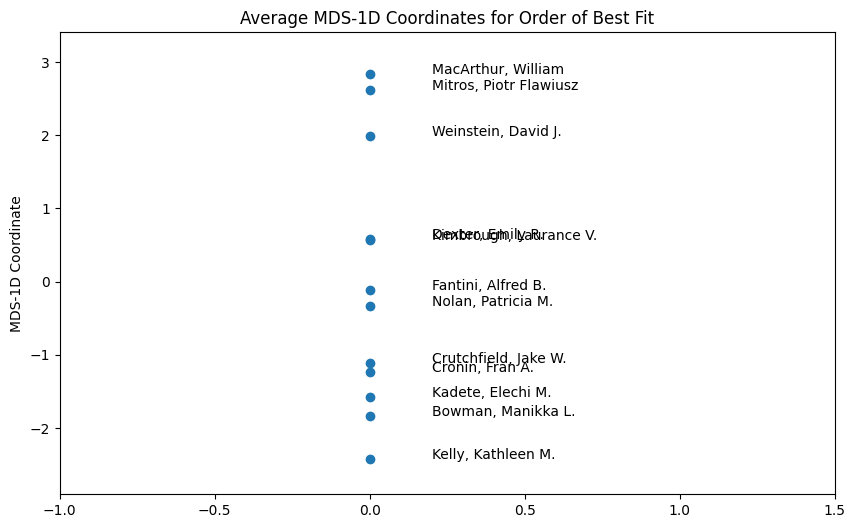 Average MDS-1D Coordinates for Order of Best Fit
MDS-1D Coordinate
3
2
1
0
−1
−2
MacArthur, William
Mitros, Piotr Flawiusz
Weinstein, David J.
Dexter, Emily R.
Kimbrough, Laurance V.
Fantini, Alfred B.
Nolan, Patricia M.
Crutchfield, Jake W.
Cronin, Fran A.
Kadete, Elechi M.
Bowman, Manikka L.
Kelly, Kathleen M.
−1.0
−0.5
0.0
0.5
1.0
1.5